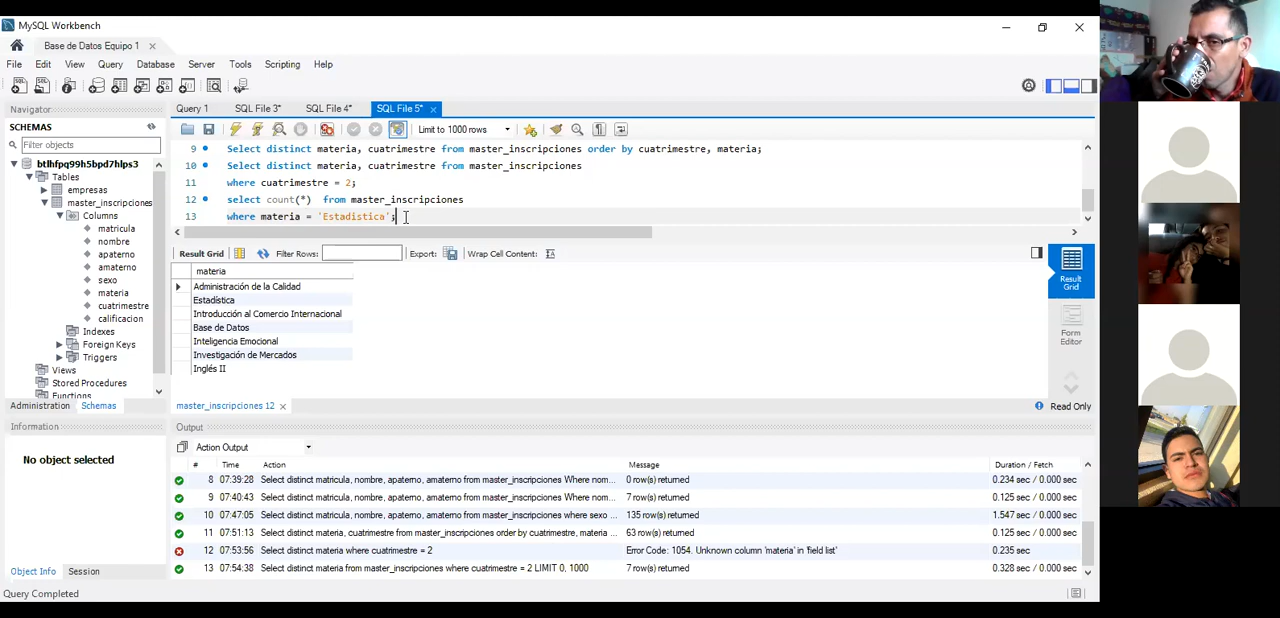 MySQL Workbench
Base de Datos Equipo 1
File Edit View Query Database Server Tools Scripting Help
Navigator
SCHEMAS
Filter objects
btlhfpq99h5bpd7hlps3
Tables
empresas
master_inscripciones
Columns
matricula
nombre
apaterno
amaterno
sexo
materia
cuatrimestre
calificacion
Indexes
Foreign Keys
Triggers
Views
Stored Procedures
Functions
Administration Schemas
Information
No object selected
Object Info Session
Query Completed
Query 1 SQL File 3* SQL File 4* SQL File 5*
Limit to 1000 rows
9 Select distinct materia, cuatrimestre from master_inscripciones order by cuatrimestre, materia;
10 Select distinct materia, cuatrimestre from master_inscripciones
11 where cuatrimestre = 2;
12 select count(*) from master_inscripciones
13 where materia = 'Estadistica';
Result Grid Filter Rows: Export: Wrap Cell Content:
materia
Administración de la Calidad
Estadística
Introducción al Comercio Internacional
Base de Datos
Inteligencia Emocional
Investigación de Mercados
Inglés II
Result Grid
Form Editor
master_inscripciones 12
Read Only
Output
Action Output
# Time Action Message Duration / Fetch
8 07:39:28 Select distinct matricula, nombre, apaterno, amaterno from master_inscripciones Where nom... 0 row(s) returned 0.234 sec / 0.000 sec
9 07:40:43 Select distinct matricula, nombre, apaterno, amaterno from master_inscripciones Where nom... 7 row(s) returned 0.125 sec / 0.000 sec
10 07:47:05 Select distinct matricula, nombre, apaterno, amaterno from master_inscripciones where sexo ... 135 row(s) returned 1.547 sec / 0.000 sec
11 07:51:13 Select distinct materia, cuatrimestre from master_inscripciones order by cuatrimestre, materia ... 63 row(s) returned 0.125 sec / 0.000 sec
12 07:53:56 Select distinct materia where cuatrimestre = 2 Error Code: 1054. Unknown column 'materia' in 'field list' 0.235 sec
13 07:54:38 Select distinct materia from master_inscripciones where cuatrimestre = 2 LIMIT 0, 1000 7 row(s) returned 0.328 sec / 0.000 sec